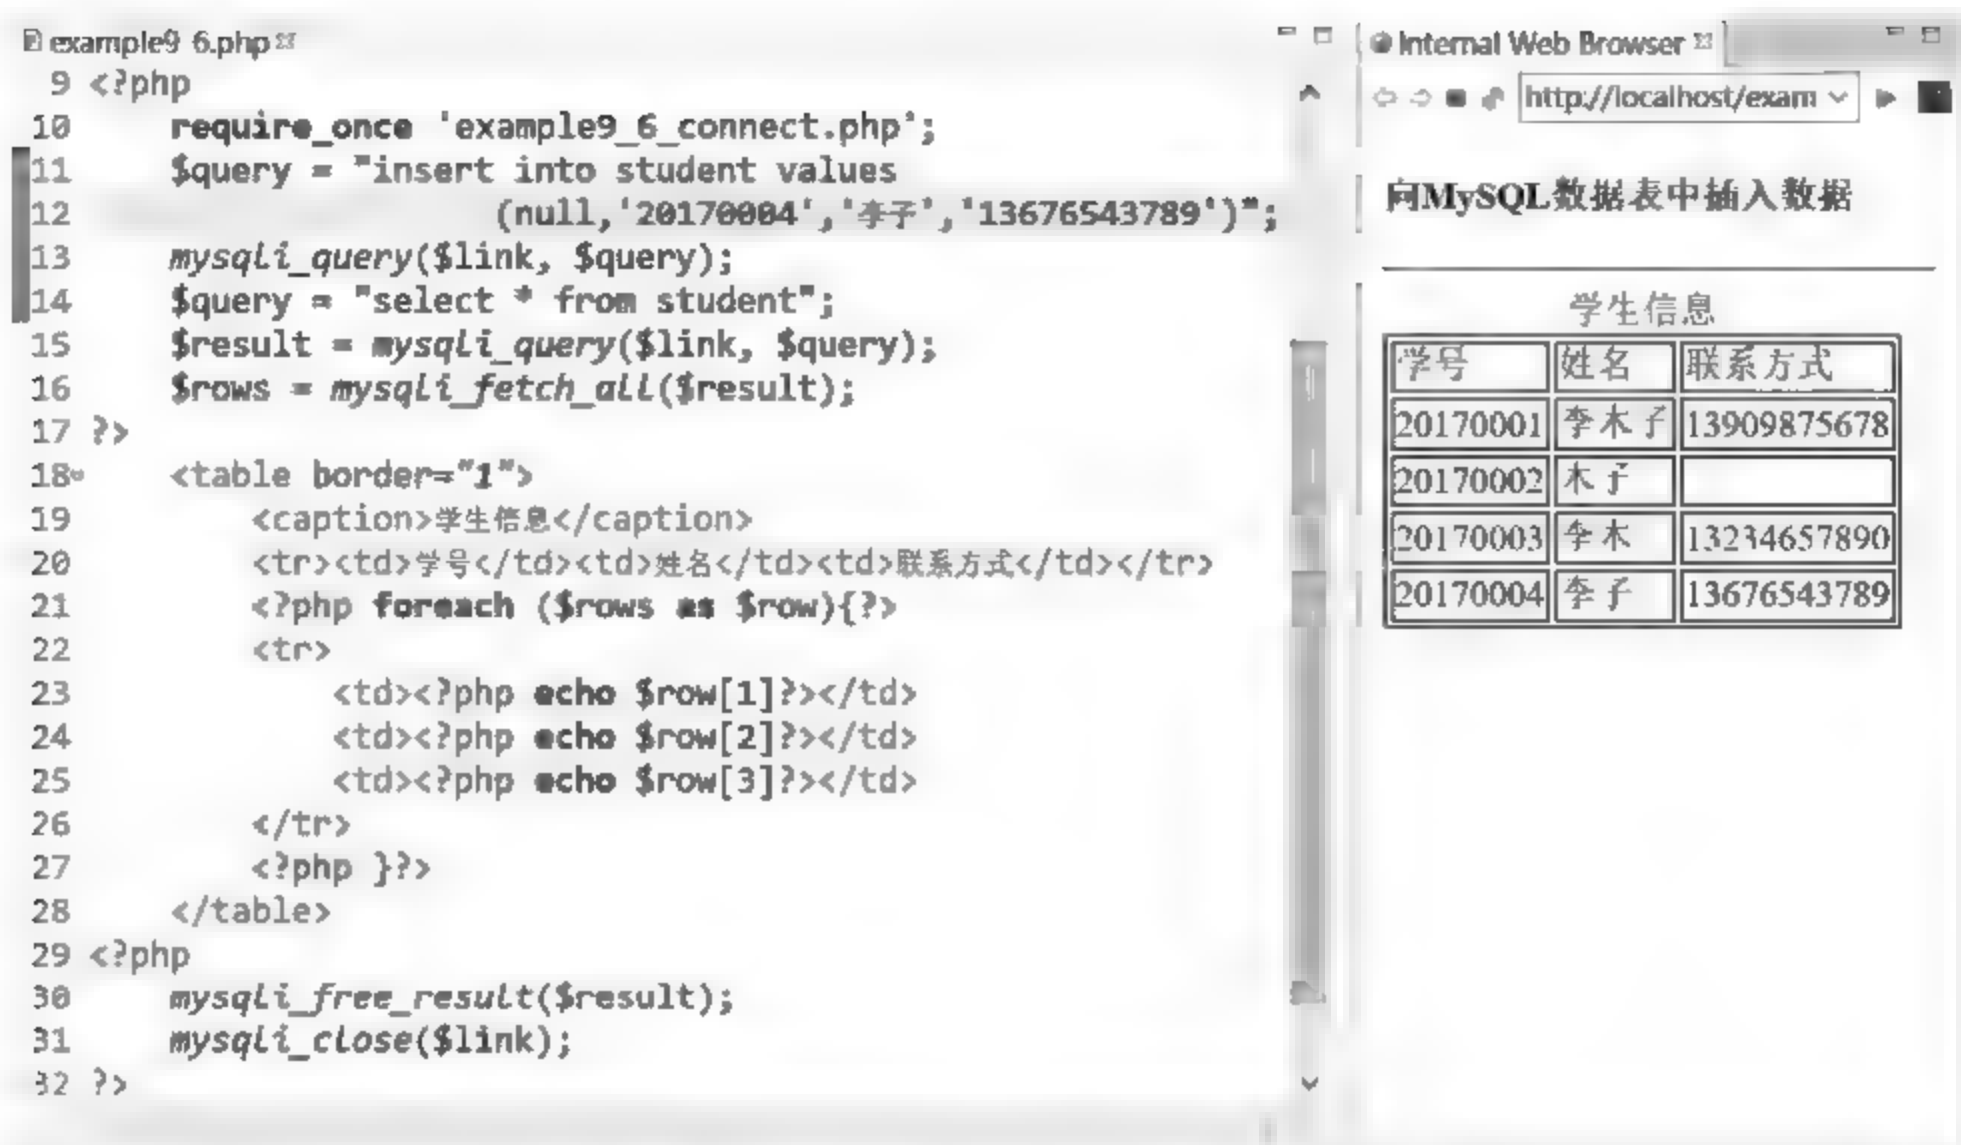 example9 6.php
9 <?php
10 require_once 'example9_6_connect.php';
11 $query = "insert into student values
12 (null,'20170004','李子','13676543789')";
13 mysqli_query($link, $query);
14 $query = "select * from student";
15 $result = mysqli_query($link, $query);
16 $rows = mysqli_fetch_all($result);
17 ?>
18 <table border="1">
19 <caption>学生信息</caption>
20 <tr><td>学号</td><td>姓名</td><td>联系方式</td></tr>
21 <?php foreach ($rows as $row){?>
22 <tr>
23 <td><?php echo $row[1]?></td>
24 <td><?php echo $row[2]?></td>
25 <td><?php echo $row[3]?></td>
26 </tr>
27 <?php }?>
28 </table>
29 <?php
30 mysqli_free_result($result);
31 mysqli_close($link);
32 ?>
Internal Web Browser
http://localhost/exam
向MySQL数据表中插入数据
学生信息
学号 姓名 联系方式
20170001 李木子 13909875678
20170002 木子
20170003 李木 13234657890
20170004 李子 13676543789